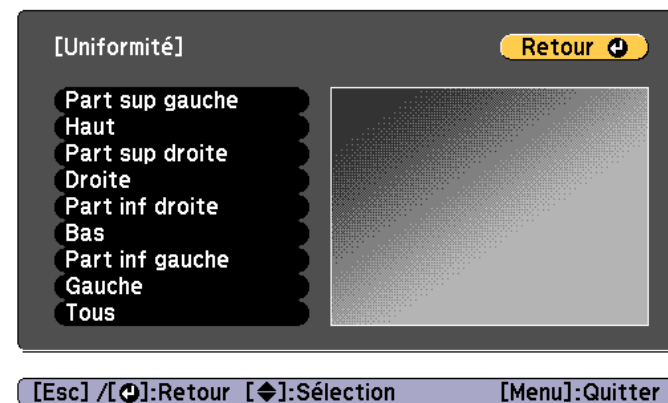 [Uniformité]
Retour
Part sup gauche
Haut
Part sup droite
Droite
Part inf droite
Bas
Part inf gauche
Gauche
Tous
[Esc] /[⏎]:Retour [◆]:Sélection [Menu]:Quitter